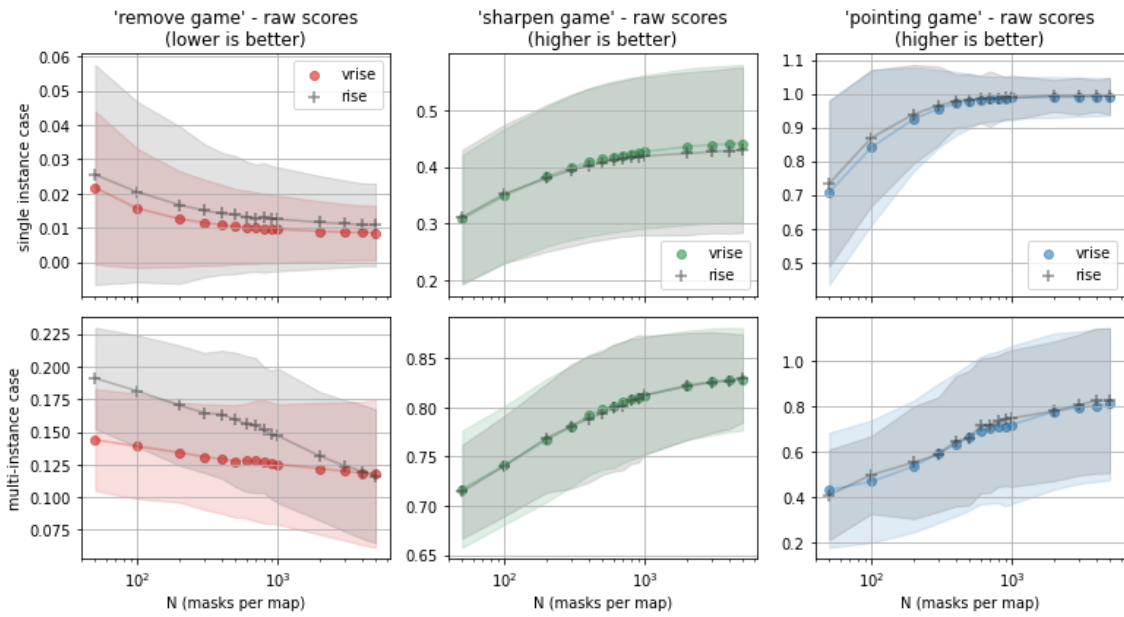 'remove game' - raw scores
(lower is better)
'sharpen game' - raw scores
(higher is better)
'pointing game' - raw scores
(higher is better)
single instance case
0.06
0.05
0.04
0.03
0.02
0.01
0.00
vrise
rise
0.5
0.4
0.3
0.2
vrise
rise
1.1
1.0
0.9
0.8
0.7
0.6
0.5
vrise
rise
multi-instance case
0.225
0.200
0.175
0.150
0.125
0.100
0.075
10²
10³
N (masks per map)
0.85
0.80
0.75
0.70
0.65
10²
10³
N (masks per map)
1.0
0.8
0.6
0.4
0.2
10²
10³
N (masks per map)